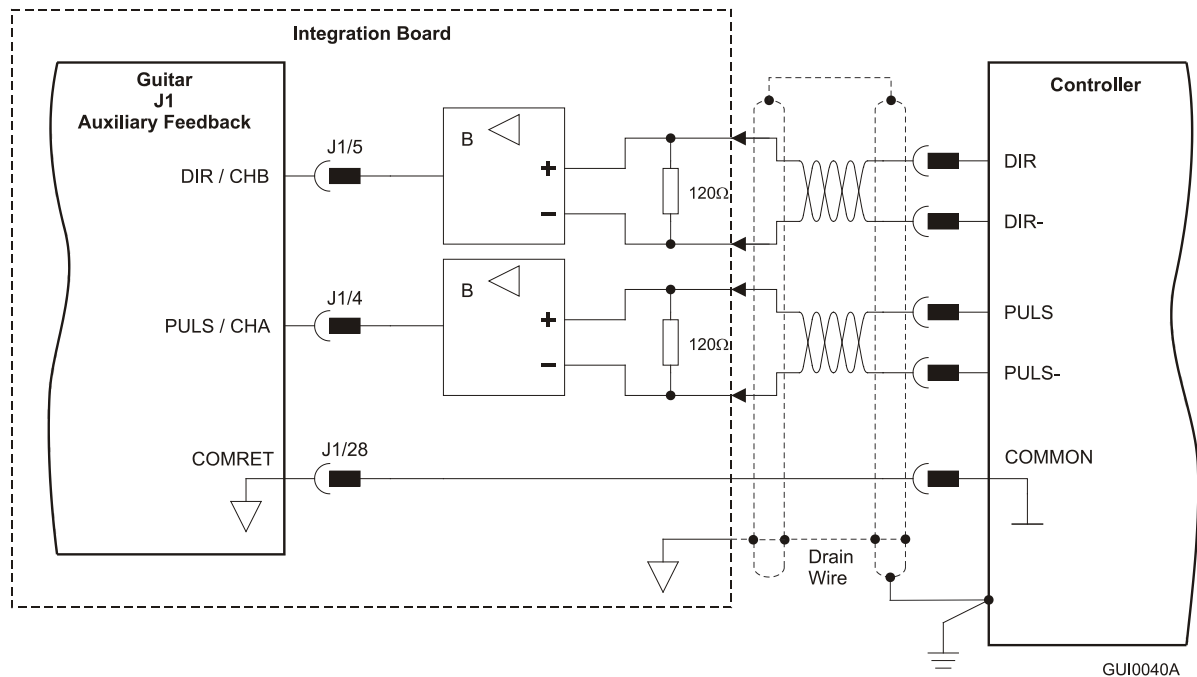 Integration Board
Guitar
J1
Auxiliary Feedback
Controller
J1/5
B
DIR / CHB
+
-
120Ω
DIR
DIR-
J1/4
B
PULS / CHA
+
-
120Ω
PULS
PULS-
J1/28
COMRET
COMMON
Drain
Wire
GUI0040A